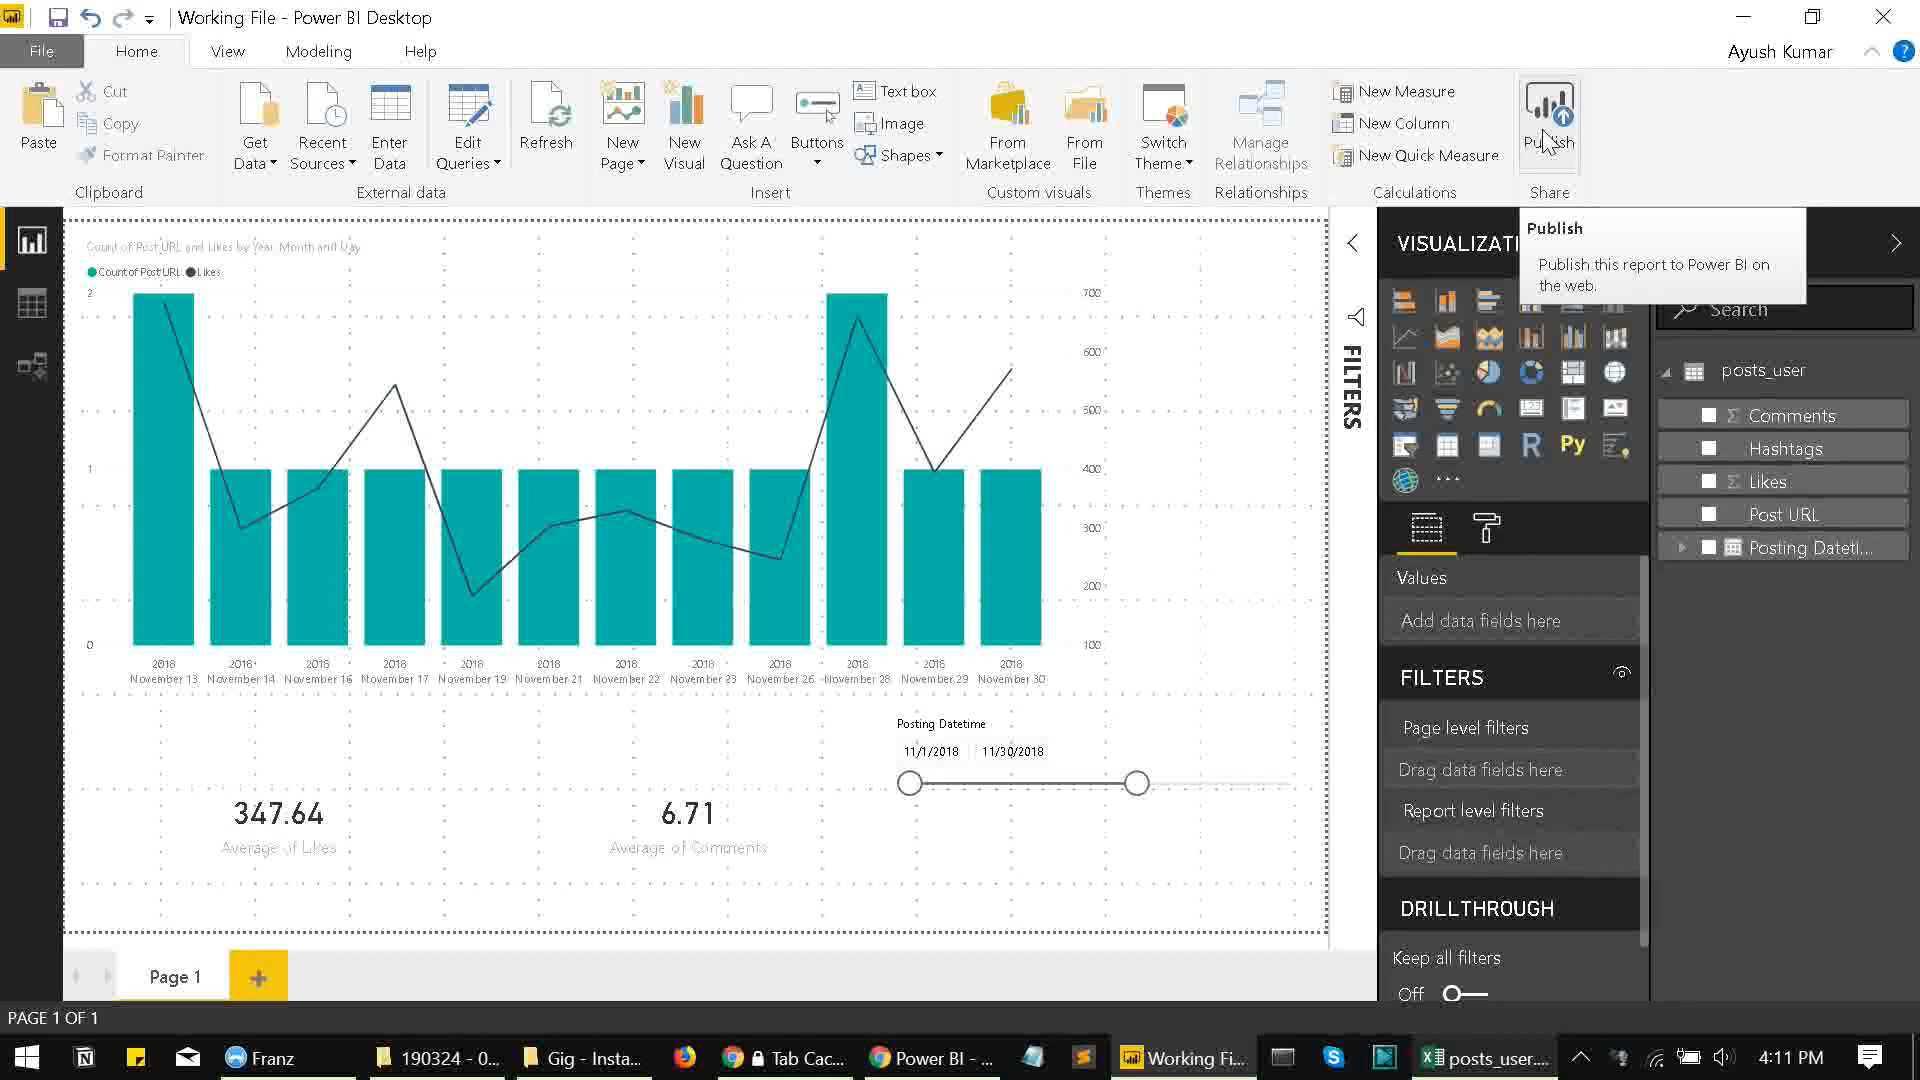 Working File - Power BI Desktop
File
Home
View
Modeling
Help
Ayush Kumar
Paste
Cut
Copy
Format Painter
Clipboard
Get Data
Recent Sources
Enter Data
Edit Queries
Refresh
External data
New Page
New Visual
Ask A Question
Buttons
Text box
Image
Shapes
Insert
From Marketplace
From File
Custom visuals
Switch Theme
Themes
Manage Relationships
Relationships
New Measure
New Column
New Quick Measure
Calculations
Publish
Share
Publish
Publish this report to Power BI on
the web.
Count of Post URL and Likes by Year, Month and Day
Count of Post URL Likes
2
1
0
700
600
500
400
300
200
100
2018 2018 2018 2018 2018 2018 2018 2018 2018 2018 2018 2018
November 13 November 14 November 16 November 17 November 19 November 21 November 22 November 23 November 26 November 28 November 29 November 30
Posting Datetime
11/1/2018 11/30/2018
347.64
Average of Likes
6.71
Average of Comments
FILTERS
VISUALIZATI
R
Py
Values
Add data fields here
FILTERS
Page level filters
Drag data fields here
Report level filters
Drag data fields here
DRILLTHROUGH
Keep all filters
Off
Search
posts_user
Comments
Hashtags
Likes
Post URL
Posting Dateti...
Page 1
PAGE 1 OF 1
Franz
190324 - 0...
Gig - Insta...
Tab Cac...
Power BI - ...
Working Fi...
posts_user....
4:11 PM